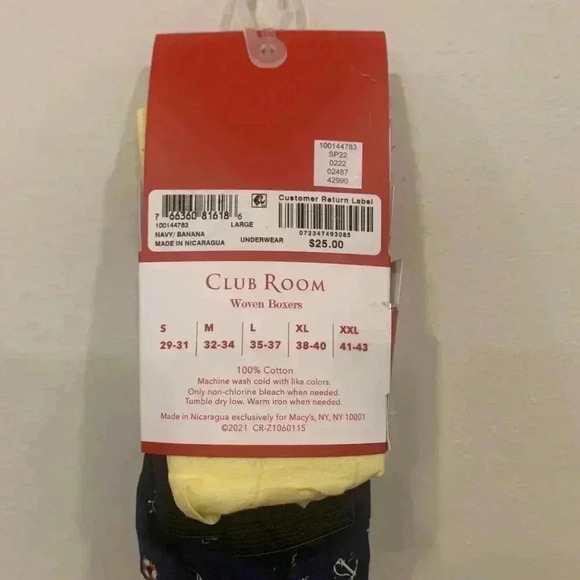 100144783
SP22
0222
02487
42990
Customer Return Label
7 66360 81618 6
100144783 LARGE
NAVY/ BANANA
MADE IN NICARAGUA UNDERWEAR
072347493085
$25.00
CLUB ROOM
Woven Boxers
S M L XL XXL
29-31 32-34 35-37 38-40 41-43
100% Cotton
Machine wash cold with like colors.
Only non-chlorine bleach when needed.
Tumble dry low. Warm iron when needed.
Made in Nicaragua exclusively for Macy's, NY, NY 10001
©2021 CR-Z1060115